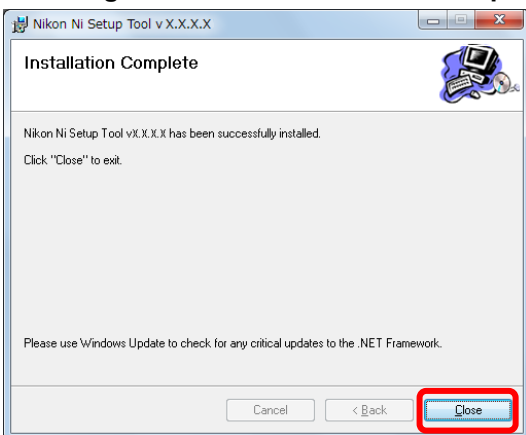 Nikon Ni Setup Tool v X.X.X.X
Installation Complete
Nikon Ni Setup Tool vX.X.X.X has been successfully installed.
Click "Close" to exit.
Please use Windows Update to check for any critical updates to the .NET Framework.
Cancel
< Back
Close